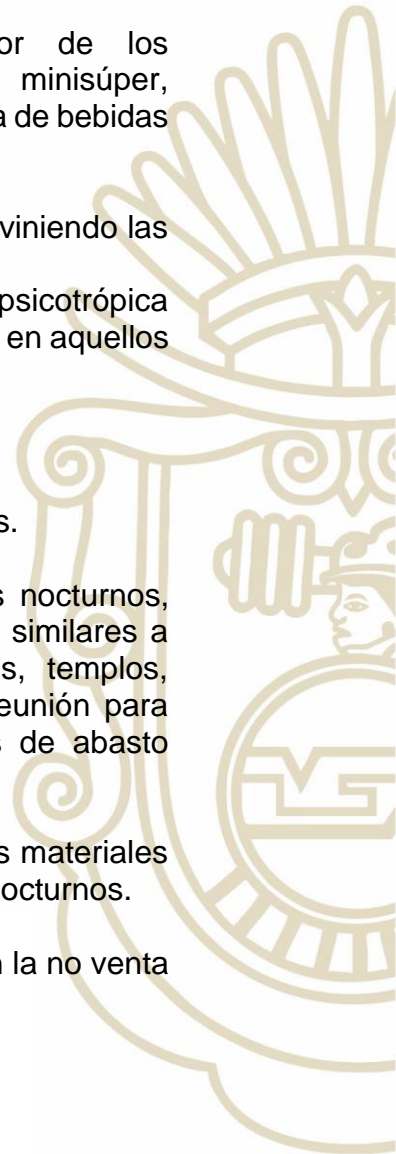 or de los
minisúper,
a de bebidas
viniendo las
psicotrópica
en aquellos
s.
s nocturnos,
similares a
s, templos,
eunión para
s de abasto
s materiales
octurnos.
n la no venta